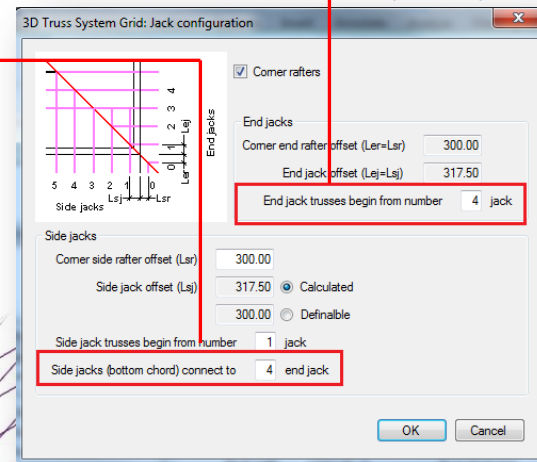 3D Truss System Grid: Jack configuration
x
Corner rafters
4
3
2
1
0
End jacks
Lej
Ler
5 4 3 2 1 0
Lsj
Lsr
Side jacks
End jacks
Corner end rafter offset (Ler=Lsr) 300.00
End jack offset (Lej=Lsj) 317.50
End jack trusses begin from number 4 jack
Side jacks
Corner side rafter offset (Lsr) 300.00
Side jack offset (Lsj) 317.50 Calculated
300.00 Definalble
Side jack trusses begin from number 1 jack
Side jacks (bottom chord) connect to 4 end jack
OK Cancel